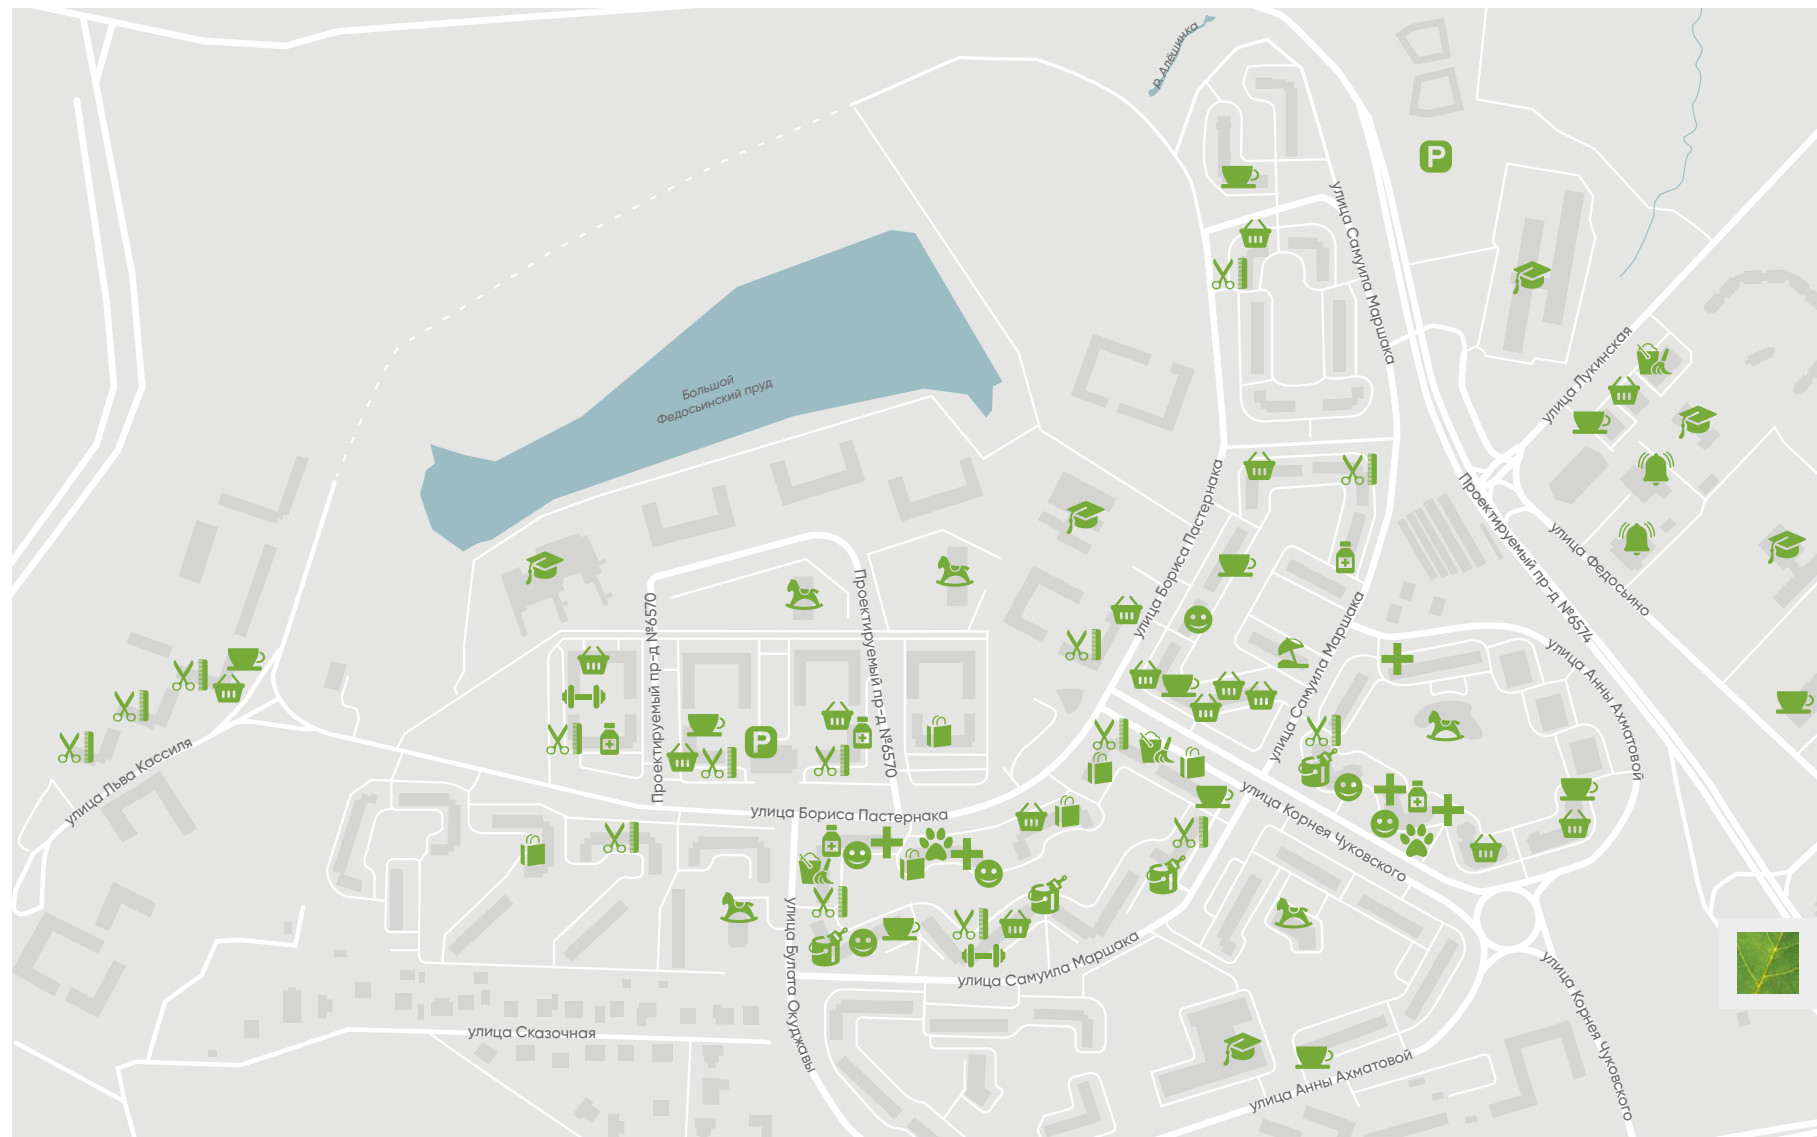 р. Алёшинка
P
улица Самуила Маршака
улица Лукинская
Большой
Федосьинский пруд
улица Бориса Пастернака
Проектируемый пр-д №6574
улица Федосьино
Проектируемый пр-д №6570
Проектируемый пр-д №6570
улица Самуила Маршака
улица Анны Ахматовой
улица Льва Кассиля
P
улица Бориса Пастернака
улица Корнея Чуковского
улица Булата Окуджавы
улица Самуила Маршака
улица Сказочная
улица Корнея Чуковского
улица Анны Ахматовой